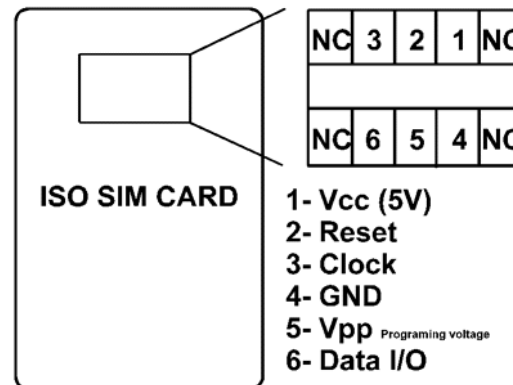 NC 3 2 1 NC
NC 6 5 4 NC
ISO SIM CARD
1- Vcc (5V)
2- Reset
3- Clock
4- GND
5- Vpp Programing voltage
6- Data I/O